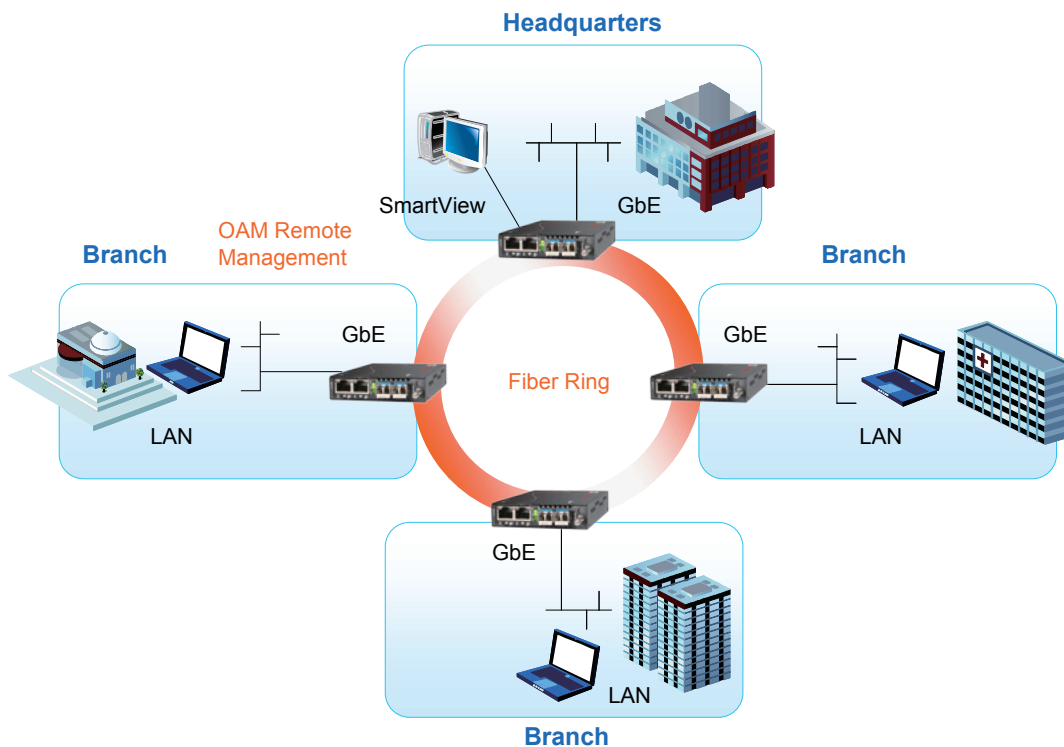 Headquarters
SmartView
GbE
OAM Remote
Management
Branch
Branch
GbE
GbE
Fiber Ring
LAN
LAN
GbE
LAN
Branch